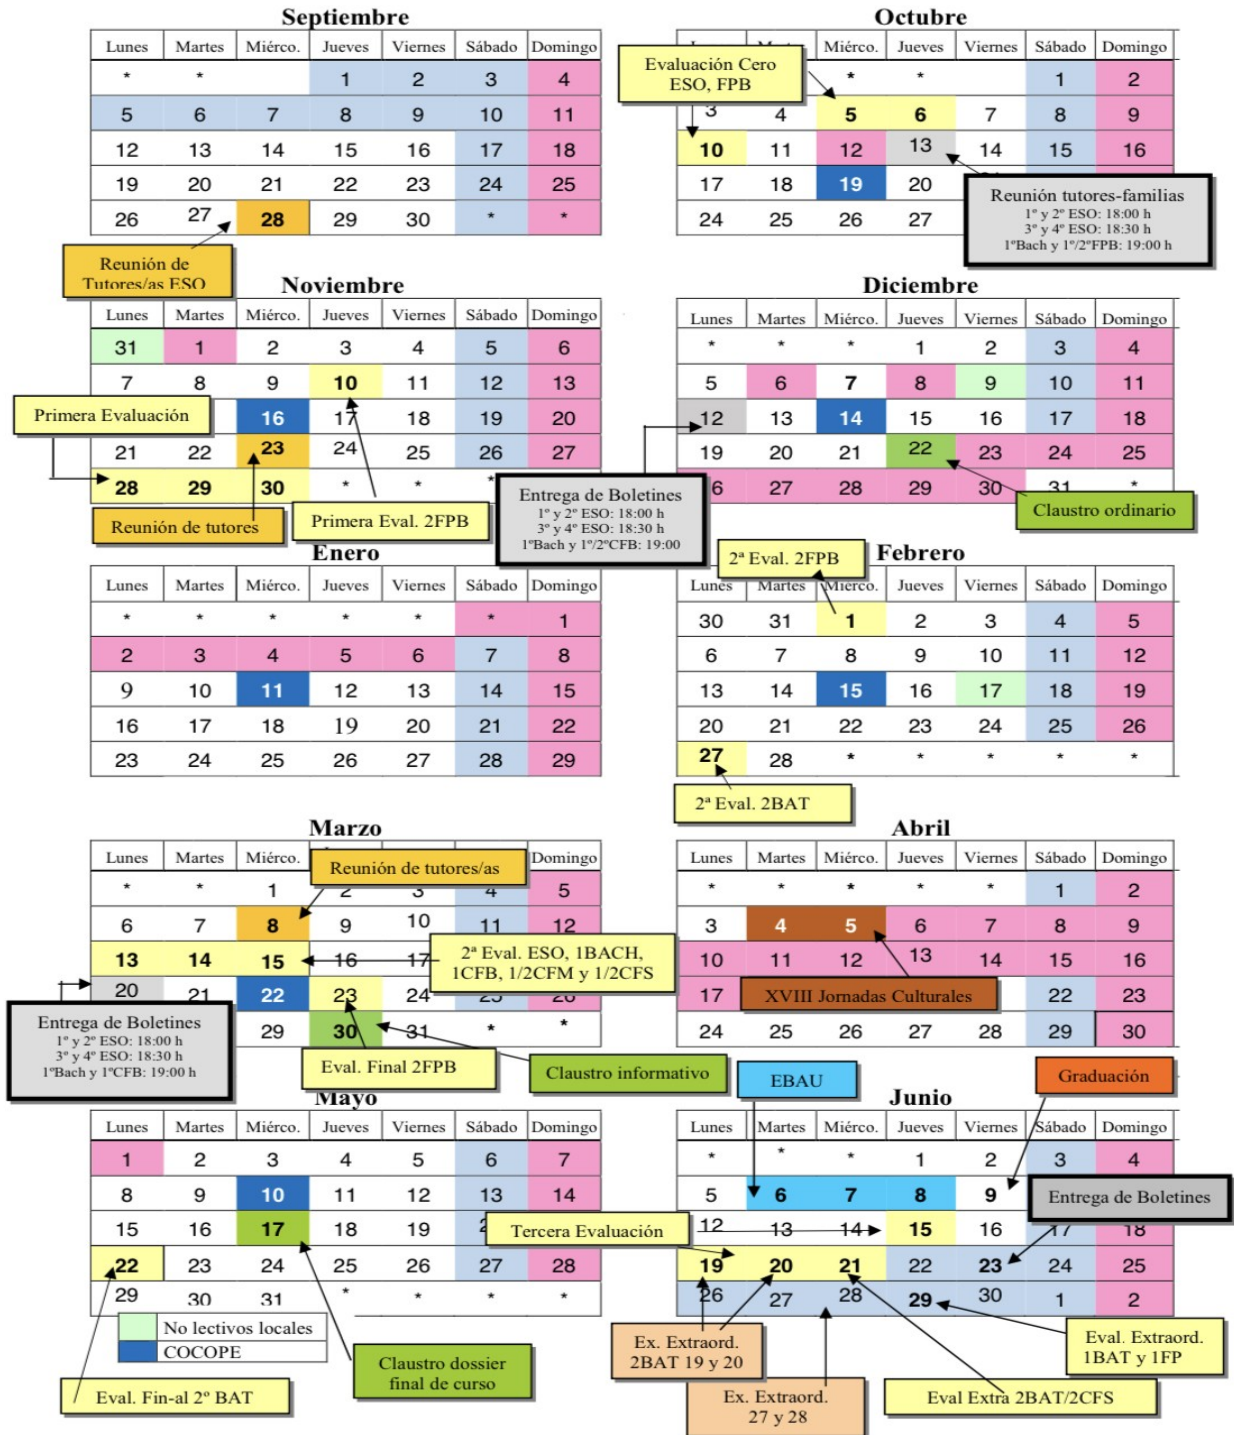 Septiembre
Lunes Martes Miérco. Jueves Viernes Sábado Domingo
* * 1 2 3 4
5 6 7 8 9 10 11
12 13 14 15 16 17 18
19 20 21 22 23 24 25
26 27 28 29 30 * *
Reunión de
Tutores/as ESO
Octubre
Miérco. Jueves Viernes Sábado Domingo
Evaluación Cero
ESO, FPB
* * 1 2
3 4 5 6 7 8 9
10 11 12 13 14 15 16
17 18 19 20
24 25 26 27
Reunión tutores-familias
1º y 2º ESO: 18:00 h
3º y 4º ESO: 18:30 h
1ºBach y 1º/2ºFPB: 19:00 h
Noviembre
Lunes Martes Miérco. Jueves Viernes Sábado Domingo
31 1 2 3 4 5 6
7 8 9 10 11 12 13
Primera Evaluación
16 17 18 19 20
21 22 23 24 25 26 27
28 29 30 * * *
Reunión de tutores
Primera Eval. 2FPB
Diciembre
Lunes Martes Miérco. Jueves Viernes Sábado Domingo
* * * 1 2 3 4
5 6 7 8 9 10 11
12 13 14 15 16 17 18
19 20 21 22 23 24 25
6 27 28 29 30 31 *
Entrega de Boletines
1º y 2º ESO: 18:00 h
3º y 4º ESO: 18:30 h
1ºBach y 1º/2ºCFB: 19:00
Claustro ordinario
Enero
Lunes Martes Miérco. Jueves Viernes Sábado Domingo
* * * * * * 1
2 3 4 5 6 7 8
9 10 11 12 13 14 15
16 17 18 19 20 21 22
23 24 25 26 27 28 29
2ª Eval. 2FPB
Febrero
Lunes Martes Miérco. Jueves Viernes Sábado Domingo
30 31 1 2 3 4 5
6 7 8 9 10 11 12
13 14 15 16 17 18 19
20 21 22 23 24 25 26
27 28 * * * * *
2ª Eval. 2BAT
Marzo
Lunes Martes Miérco. Domingo
Reunión de tutores/as
* * 1 2 3 4 5
6 7 8 9 10 11 12
13 14 15 16 17
2ª Eval. ESO, 1BACH,
1CFB, 1/2CFM y 1/2CFS
20 21 22 23 24 25 26
29 30 31 * *
Entrega de Boletines
1º y 2º ESO: 18:00 h
3º y 4º ESO: 18:30 h
1ºBach y 1ºCFB: 19:00 h
Eval. Final 2FPB
Claustro informativo
Abril
Lunes Martes Miérco. Jueves Viernes Sábado Domingo
* * * * * 1 2
3 4 5 6 7 8 9
10 11 12 13 14 15 16
17 22 23
XVIII Jornadas Culturales
24 25 26 27 28 29 30
EBAU
Graduación
Mayo
Lunes Martes Miérco. Jueves Viernes Sábado Domingo
1 2 3 4 5 6 7
8 9 10 11 12 13 14
15 16 17 18 19
22 23 24 25 26 27 28
29 30 31 * * * *
No lectivos locales
COCOPE
Eval. Fin-al 2º BAT
Claustro dossier
final de curso
Junio
Lunes Martes Miérco. Jueves Viernes Sábado Domingo
* * * 1 2 3 4
5 6 7 8 9
Entrega de Boletines
Tercera Evaluación
12 13 14 15 16 17 18
19 20 21 22 23 24 25
26 27 28 29 30 1 2
Ex. Extraord.
2BAT 19 y 20
Ex. Extraord.
27 y 28
Eval. Extraord.
1BAT y 1FP
Eval Extra 2BAT/2CFS